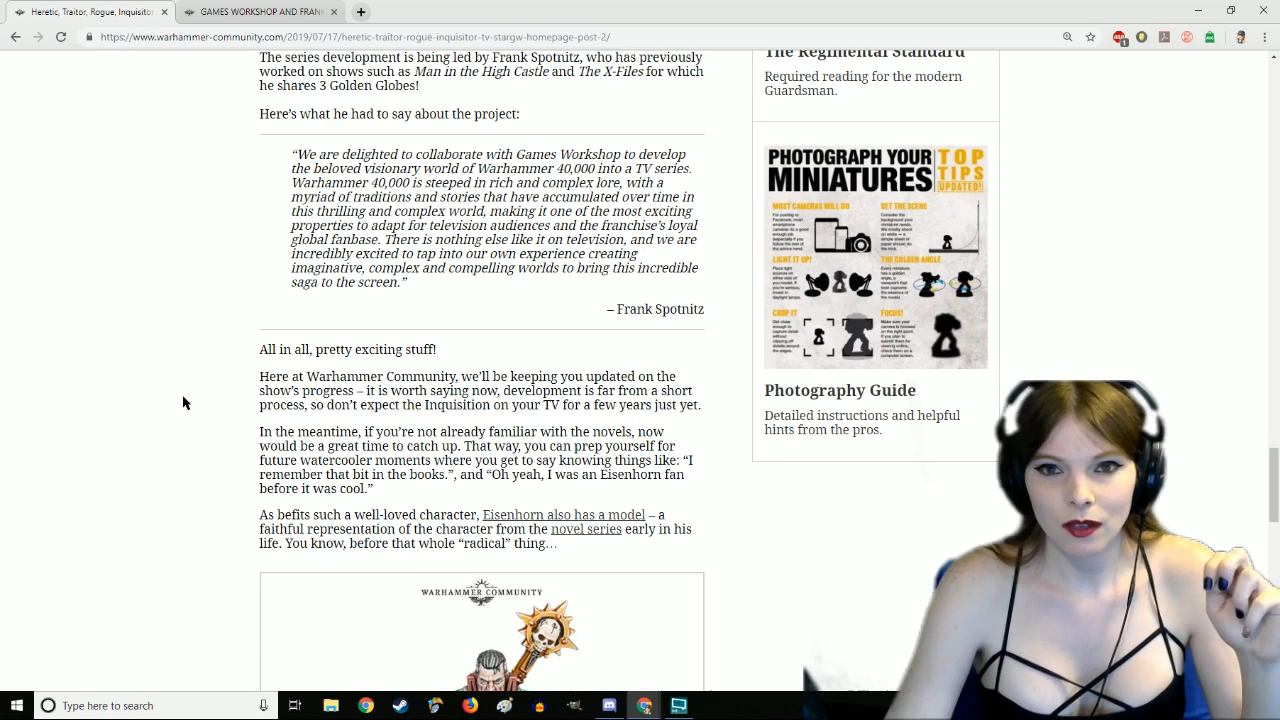 Heretic, Traitor, Rogue, Inquisitor
GAMES WORKSHOP AND FRANK
https://www.warhammer-community.com/2019/07/17/heretic-traitor-rogue-inquisitor-tv-stargw-homepage-post-2/
The series development is being led by Frank Spotnitz, who has previously
worked on shows such as Man in the High Castle and The X-Files for which
he shares 3 Golden Globes!
Here’s what he had to say about the project:
“We are delighted to collaborate with Games Workshop to develop
the beloved visionary world of Warhammer 40,000 into a TV series.
Warhammer 40,000 is steeped in rich and complex lore, with a
myriad of traditions and stories that have accumulated over time in
this thrilling and complex world, making it one of the most exciting
properties to adapt for television audiences and the franchise’s loyal
global fanbase. There is nothing else like it on television and we are
incredibly excited to tap into our own experience creating
imaginative, complex and compelling worlds to bring this incredible
saga to the screen.”
– Frank Spotnitz
All in all, pretty exciting stuff!
Here at Warhammer Community, we’ll be keeping you updated on the
show’s progress – it is worth saying now, development is far from a short
process, so don’t expect the Inquisition on your TV for a few years just yet.
In the meantime, if you’re not already familiar with the novels, now
would be a great time to catch up. That way, you can prep yourself for
future watercooler moments where you get to say knowing things like: “I
remember that bit in the books.”, and “Oh yeah, I was an Eisenhorn fan
before it was cool.”
As befits such a well-loved character, Eisenhorn also has a model – a
faithful representation of the character from the novel series early in his
life. You know, before that whole “radical” thing…
WARHAMMER COMMUNITY
The Regimental Standard
Required reading for the modern
Guardsman.
PHOTOGRAPH YOUR
MINIATURES
TOP
TIPS
UPDATED!
MOST CAMERAS WILL DO
SET THE SCENE
LIGHT IT UP!
THE GOLDEN ANGLE
CROP IT
FOCUS!
Photography Guide
Detailed instructions and helpful
hints from the pros.
Type here to search